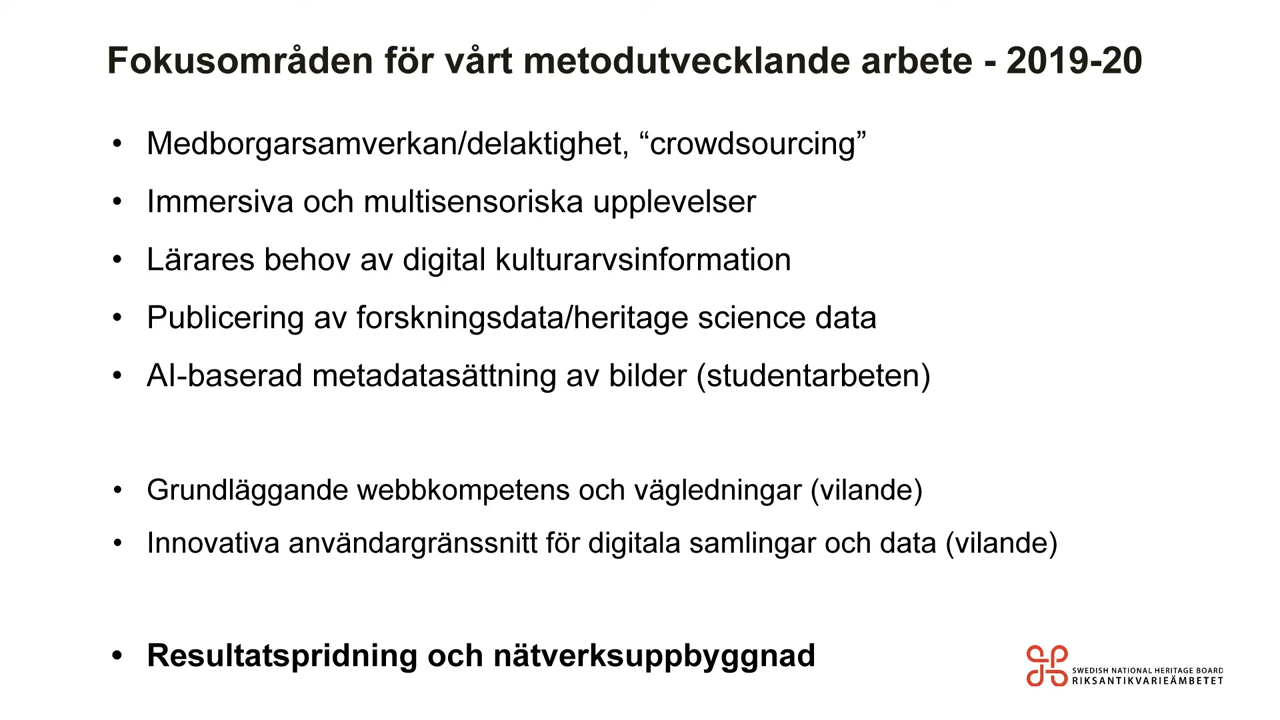 Fokusområden för vårt metodutvecklande arbete - 2019-20
• Medborgarsamverkan/delaktighet, “crowdsourcing”
• Immersiva och multisensoriska upplevelser
• Lärares behov av digital kulturarvsinformation
• Publicering av forskningsdata/heritage science data
• AI-baserad metadatasättning av bilder (studentarbeten)
• Grundläggande webbkompetens och vägledningar (vilande)
• Innovativa användargränssnitt för digitala samlingar och data (vilande)
• Resultatspridning och nätverksuppbyggnad
SWEDISH NATIONAL HERITAGE BOARD
RIKSANTIKVARIEÄMBETET